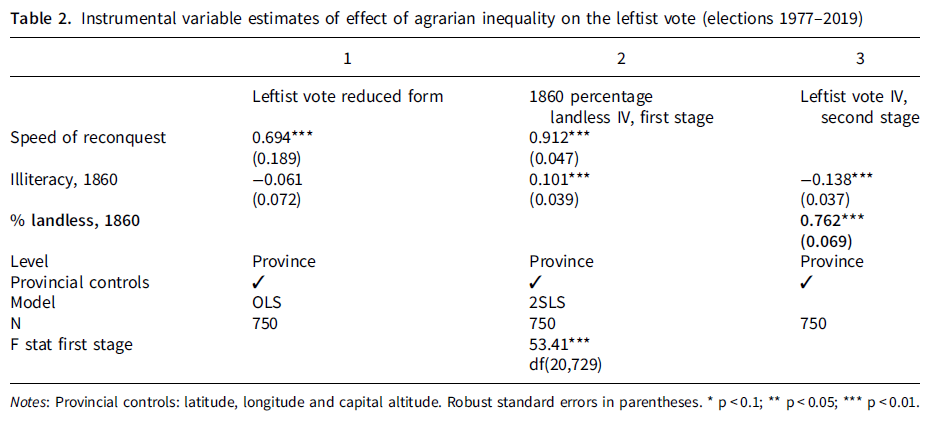 Table 2. Instrumental variable estimates of effect of agrarian inequality on the leftist vote (elections 1977–2019)
1 2 3
Leftist vote reduced form 1860 percentage Leftist vote IV,
landless IV, first stage second stage
Speed of reconquest 0.694*** 0.912***
(0.189) (0.047)
Illiteracy, 1860 −0.061 0.101*** −0.138***
(0.072) (0.039) (0.037)
% landless, 1860 0.762***
(0.069)
Level Province Province Province
Provincial controls ✓ ✓ ✓
Model OLS 2SLS
N 750 750 750
F stat first stage 53.41***
df(20,729)
Notes: Provincial controls: latitude, longitude and capital altitude. Robust standard errors in parentheses. * p < 0.1; ** p < 0.05; *** p < 0.01.